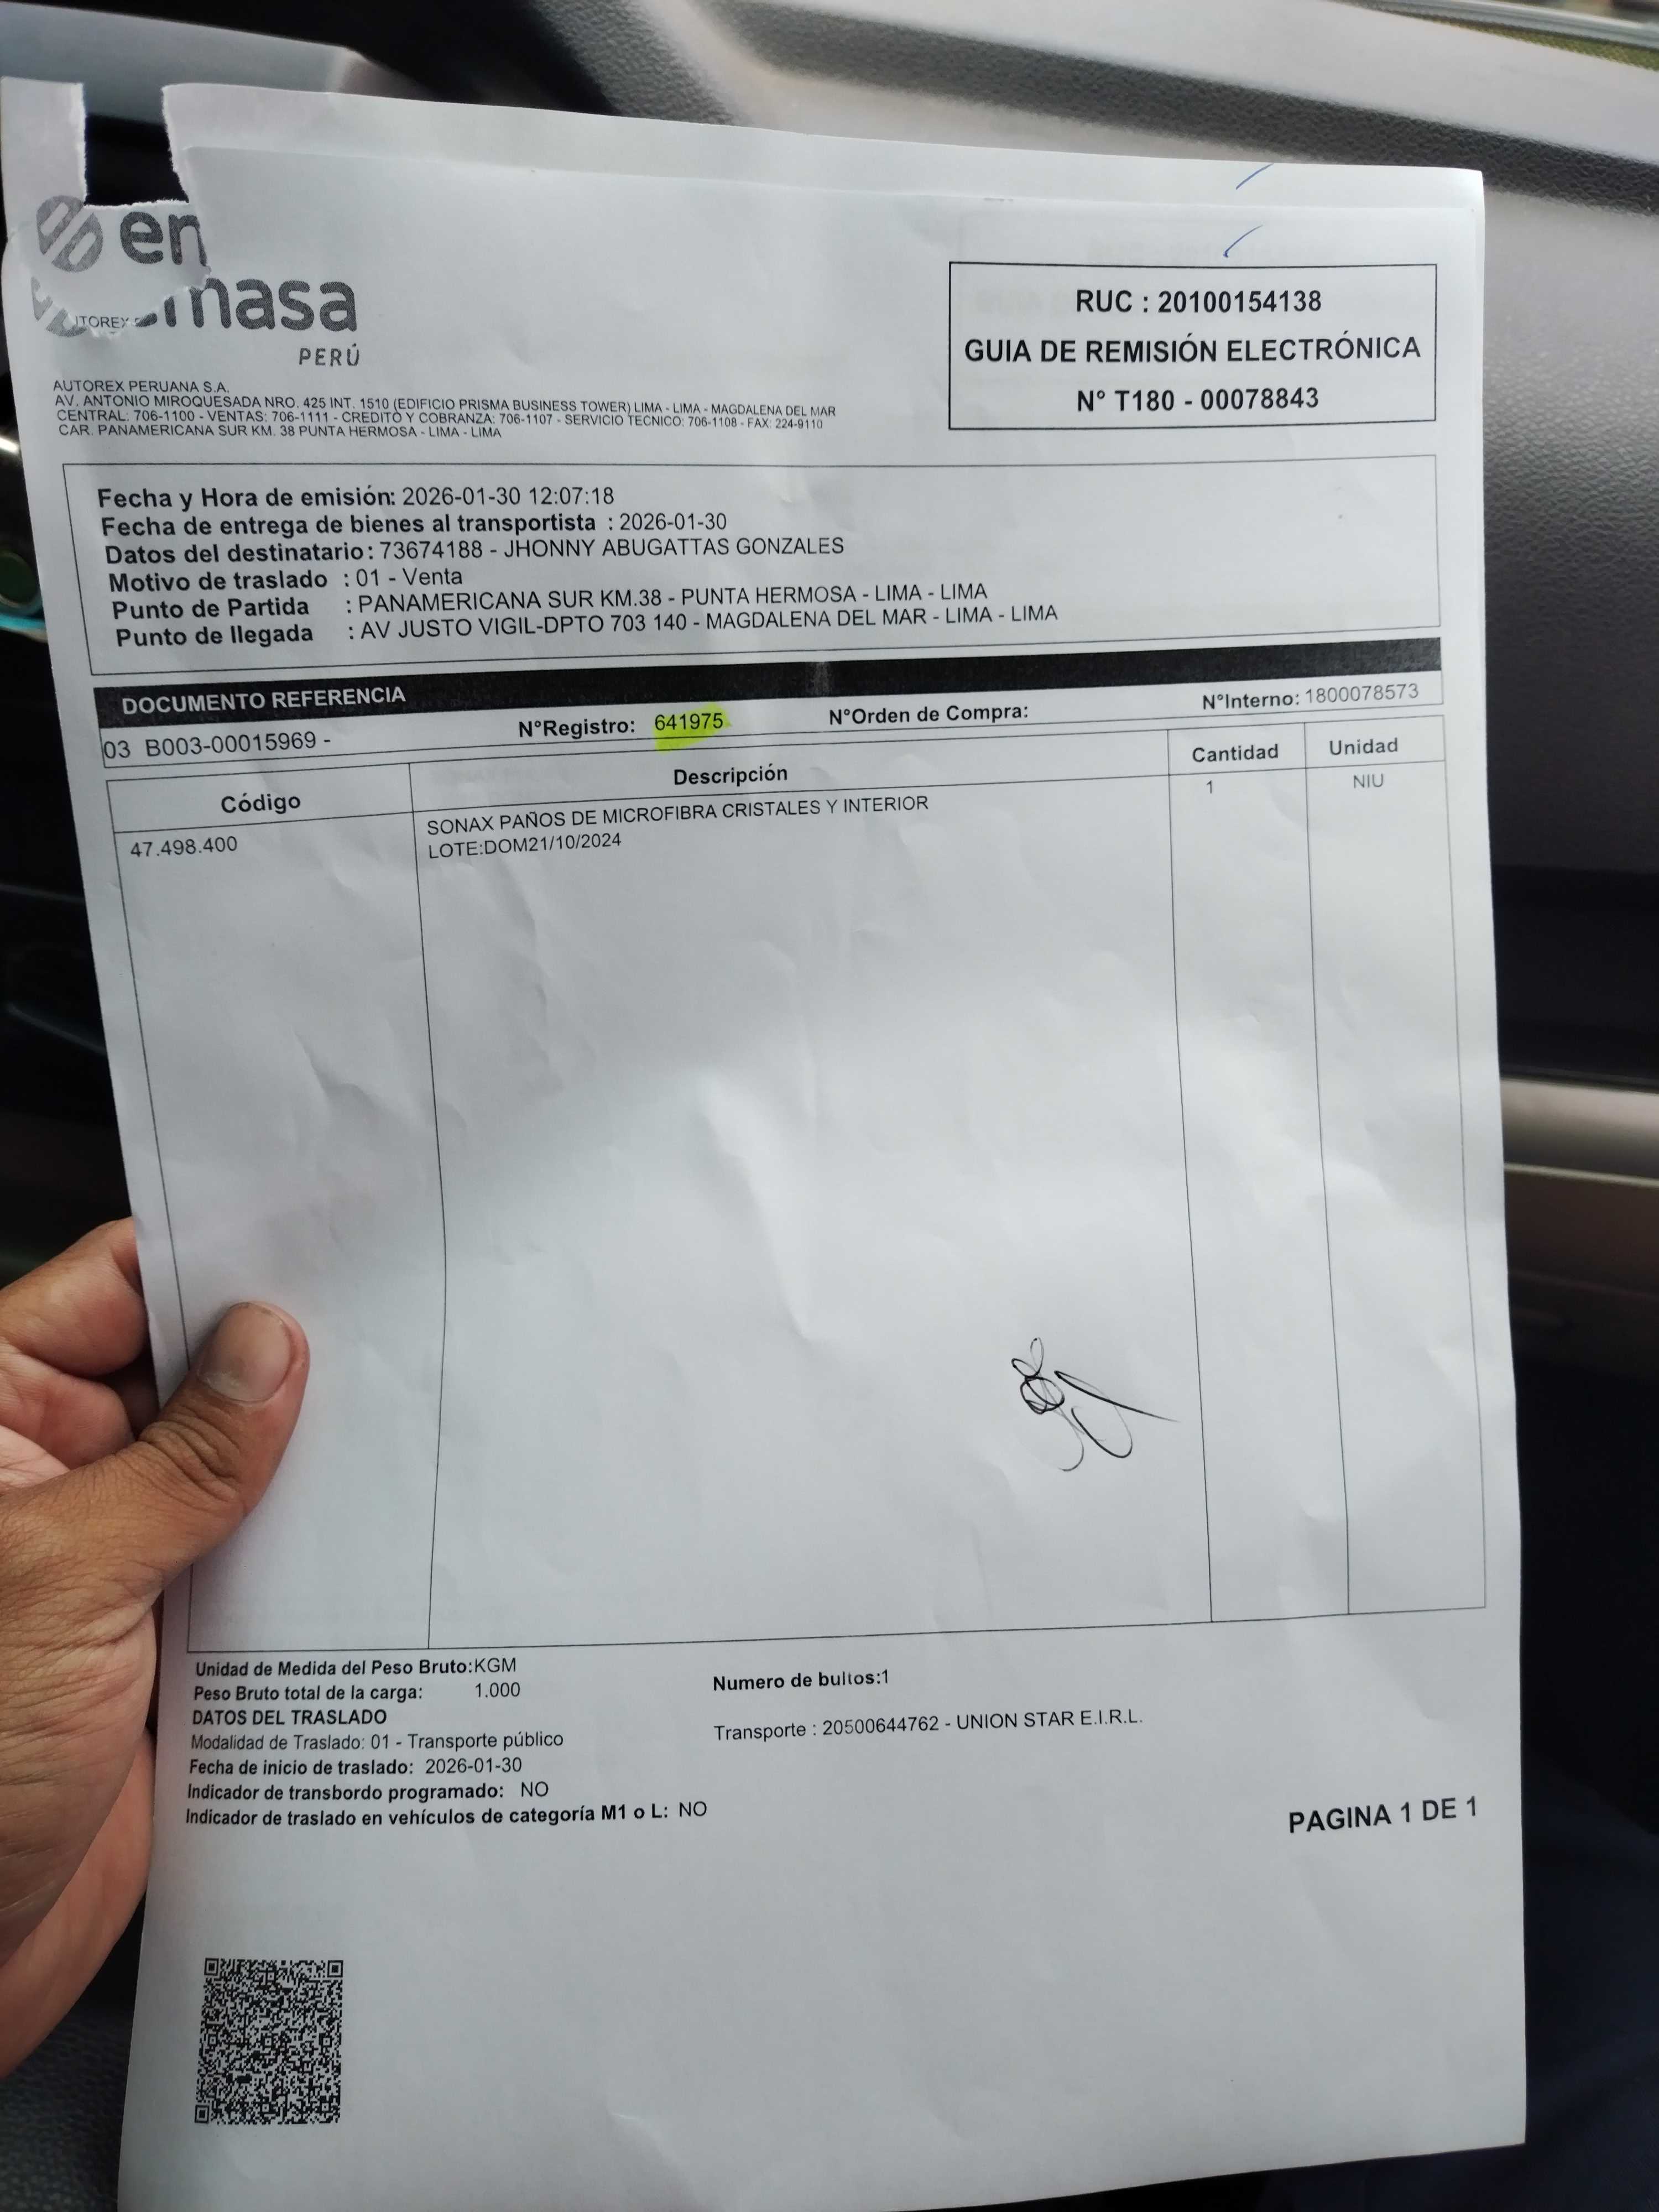 en
masa
PERÚ
AUTOREX PERUANA S.A.
AV. ANTONIO MIROQUESADA NRO. 425 INT. 1510 (EDIFICIO PRISMA BUSINESS TOWER) LIMA - LIMA - MAGDALENA DEL MAR
CENTRAL: 706-1100 - VENTAS: 706-1111 - CREDITO Y COBRANZA: 706-1107 - SERVICIO TECNICO: 706-1108 - FAX: 224-9110
CAR. PANAMERICANA SUR KM. 38 PUNTA HERMOSA - LIMA - LIMA
RUC : 20100154138
GUIA DE REMISIÓN ELECTRÓNICA
N° T180 - 00078843
Fecha y Hora de emisión: 2026-01-30 12:07:18
Fecha de entrega de bienes al transportista : 2026-01-30
Datos del destinatario: 73674188 - JHONNY ABUGATTAS GONZALES
Motivo de traslado : 01 - Venta
Punto de Partida : PANAMERICANA SUR KM.38 - PUNTA HERMOSA - LIMA - LIMA
Punto de llegada : AV JUSTO VIGIL-DPTO 703 140 - MAGDALENA DEL MAR - LIMA - LIMA
DOCUMENTO REFERENCIA
03 B003-00015969 - N°Registro: 641975 N°Orden de Compra: N°Interno: 1800078573
Código Descripción Cantidad Unidad
47.498.400 SONAX PAÑOS DE MICROFIBRA CRISTALES Y INTERIOR 1 NIU
LOTE:DOM21/10/2024
Unidad de Medida del Peso Bruto:KGM
Peso Bruto total de la carga: 1.000 Numero de bultos:1
DATOS DEL TRASLADO
Modalidad de Traslado: 01 - Transporte público Transporte : 20500644762 - UNION STAR E.I.R.L.
Fecha de inicio de traslado: 2026-01-30
Indicador de transbordo programado: NO
Indicador de traslado en vehículos de categoría M1 o L: NO
PAGINA 1 DE 1